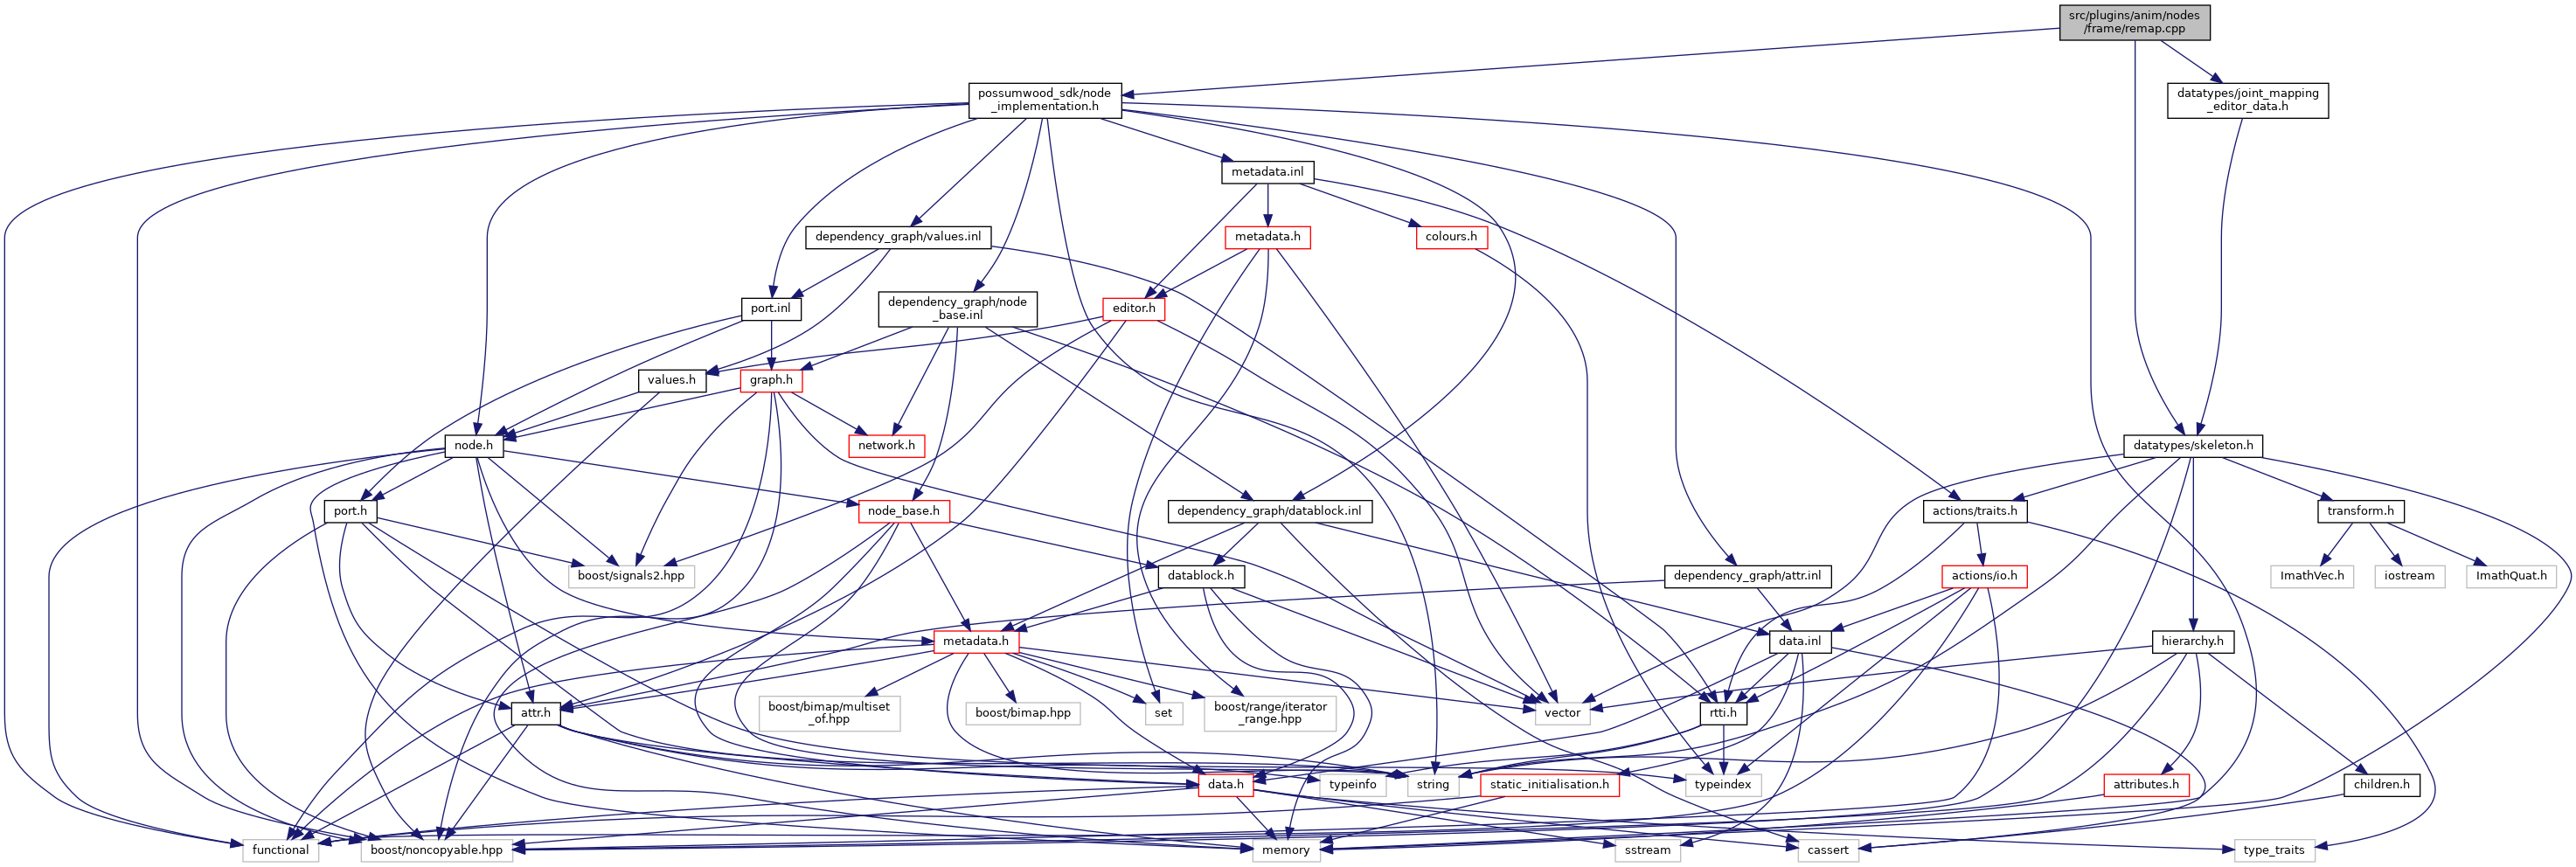 src/plugins/anim/nodes
/frame/remap.cpp
possumwood_sdk/node
_implementation.h
datatypes/joint_mapping
_editor_data.h
metadata.inl
dependency_graph/values.inl
metadata.h
colours.h
port.inl
dependency_graph/node
_base.inl
editor.h
values.h
graph.h
node.h
network.h
datatypes/skeleton.h
port.h
node_base.h
dependency_graph/datablock.inl
actions/traits.h
transform.h
boost/signals2.hpp
datablock.h
dependency_graph/attr.inl
actions/io.h
ImathVec.h
iostream
ImathQuat.h
metadata.h
data.inl
hierarchy.h
attr.h
boost/bimap/multiset
_of.hpp
boost/bimap.hpp
set
boost/range/iterator
_range.hpp
vector
rtti.h
data.h
typeinfo
string
static_initialisation.h
typeindex
attributes.h
children.h
functional
boost/noncopyable.hpp
memory
sstream
cassert
type_traits